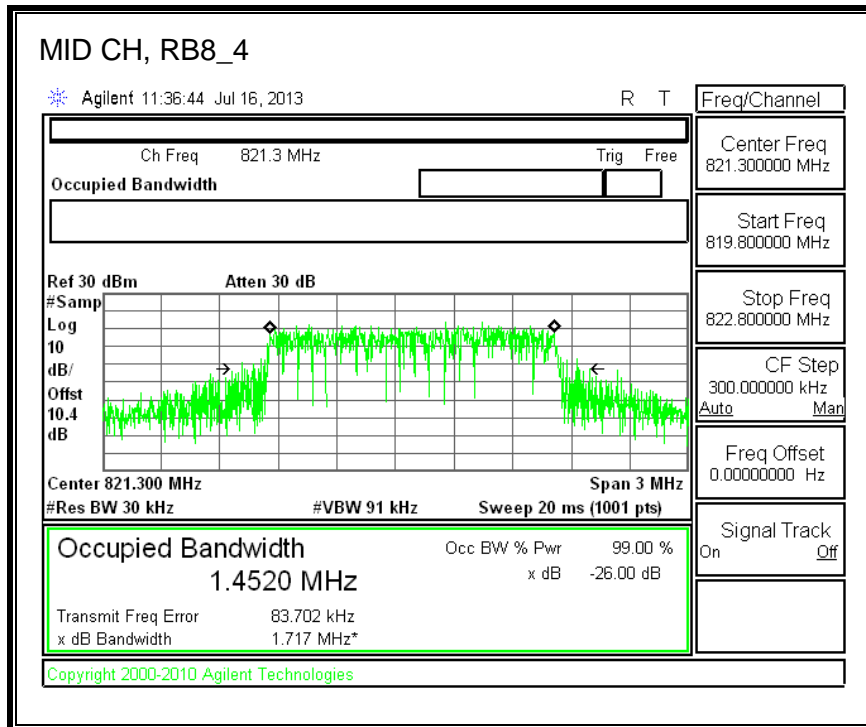 MID CH, RB8_4
Agilent 11:36:44 Jul 16, 2013 R T
Freq/Channel
Ch Freq 821.3 MHz Trig Free
Occupied Bandwidth
Center Freq
821.300000 MHz
Start Freq
819.800000 MHz
Stop Freq
822.800000 MHz
CF Step
300.000000 kHz
Auto Man
Freq Offset
0.00000000 Hz
Signal Track
On Off
Ref 30 dBm Atten 30 dB
#Samp
Log
10
dB/
Offst
10.4
dB
Center 821.300 MHz Span 3 MHz
#Res BW 30 kHz #VBW 91 kHz Sweep 20 ms (1001 pts)
Occupied Bandwidth Occ BW % Pwr 99.00 %
1.4520 MHz x dB -26.00 dB
Transmit Freq Error 83.702 kHz
x dB Bandwidth 1.717 MHz*
Copyright 2000-2010 Agilent Technologies